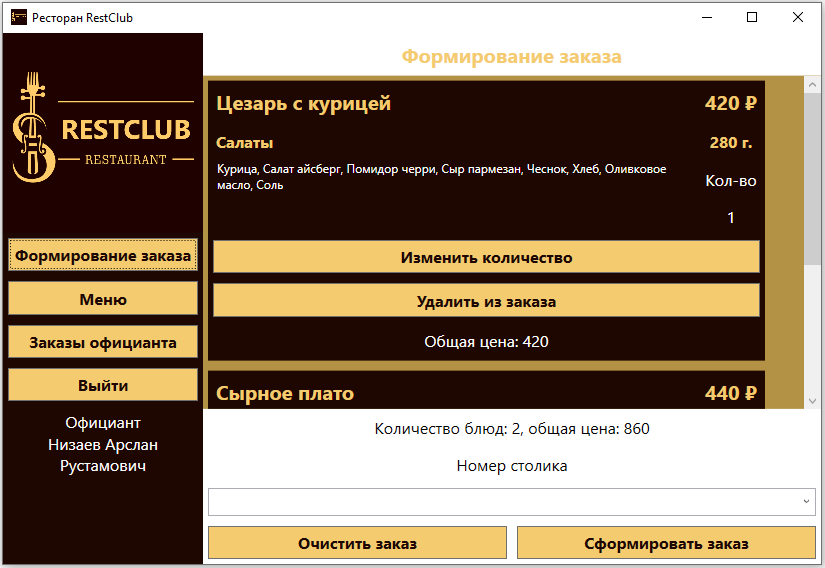 Ресторан RestClub
RESTCLUB
RESTAURANT
Формирование заказа
Меню
Заказы официанта
Выйти
Официант
Низаев Арслан
Рустамович
Формирование заказа
Цезарь с курицей 420 ₽
Салаты 280 г.
Курица, Салат айсберг, Помидор черри, Сыр пармезан, Чеснок, Хлеб, Оливковое
масло, Соль
Кол-во
1
Изменить количество
Удалить из заказа
Общая цена: 420
Сырное плато 440 ₽
Количество блюд: 2, общая цена: 860
Номер столика
Очистить заказ Сформировать заказ